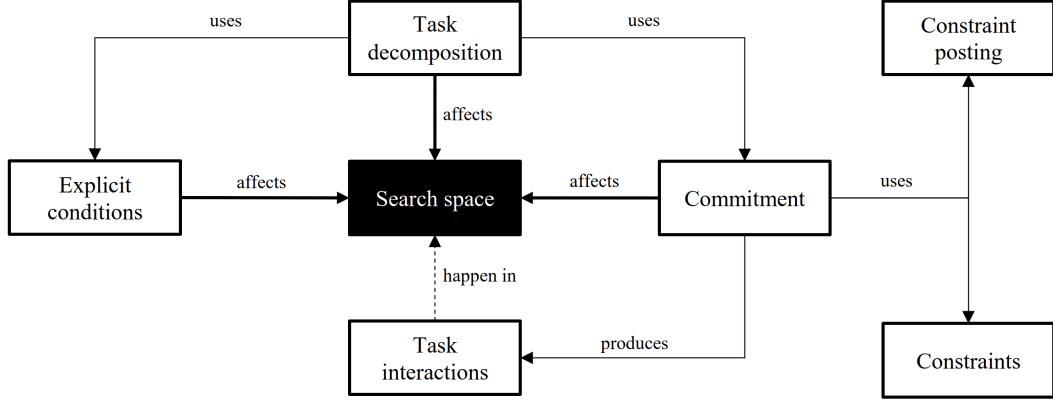 uses
Task
decomposition
uses
Constraint
posting
affects
Explicit
conditions
affects
Search space
affects
Commitment
uses
happen in
Task
interactions
produces
Constraints